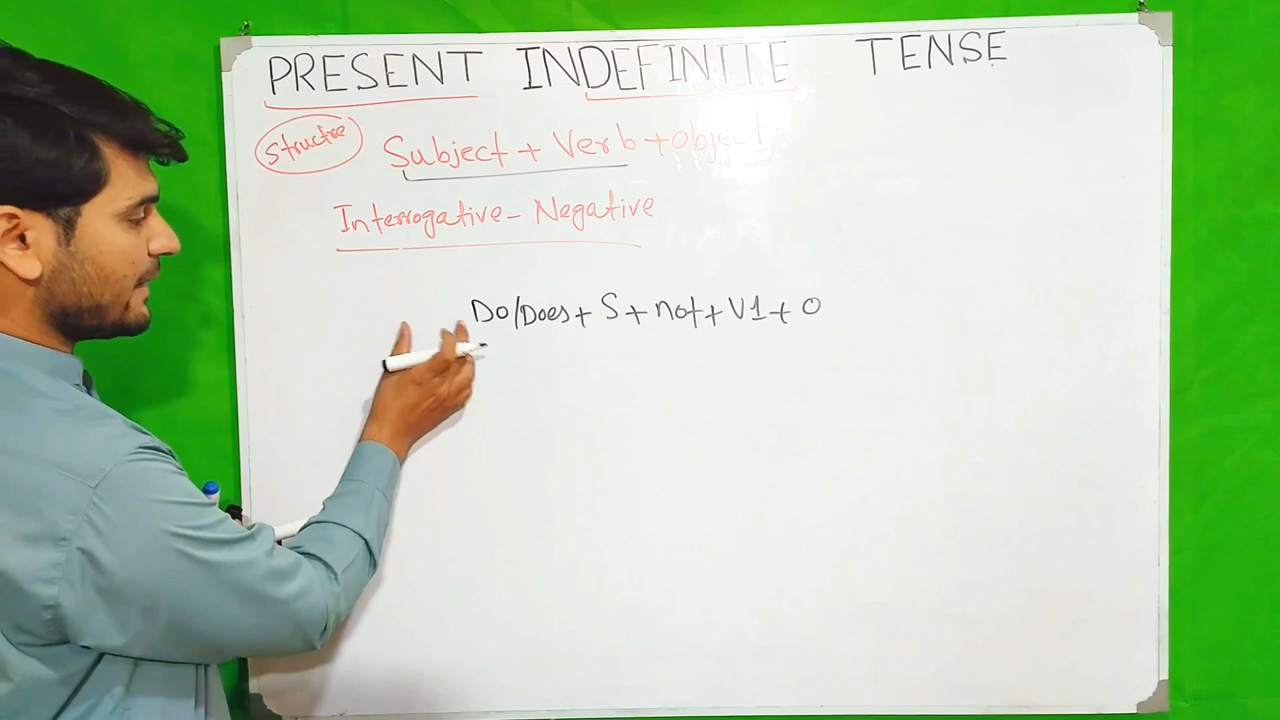 PRESENT INDEFINITE TENSE
Structre Subject + Verb + Object
Interrogative - Negative
Do/Does + S + not + V1 + O